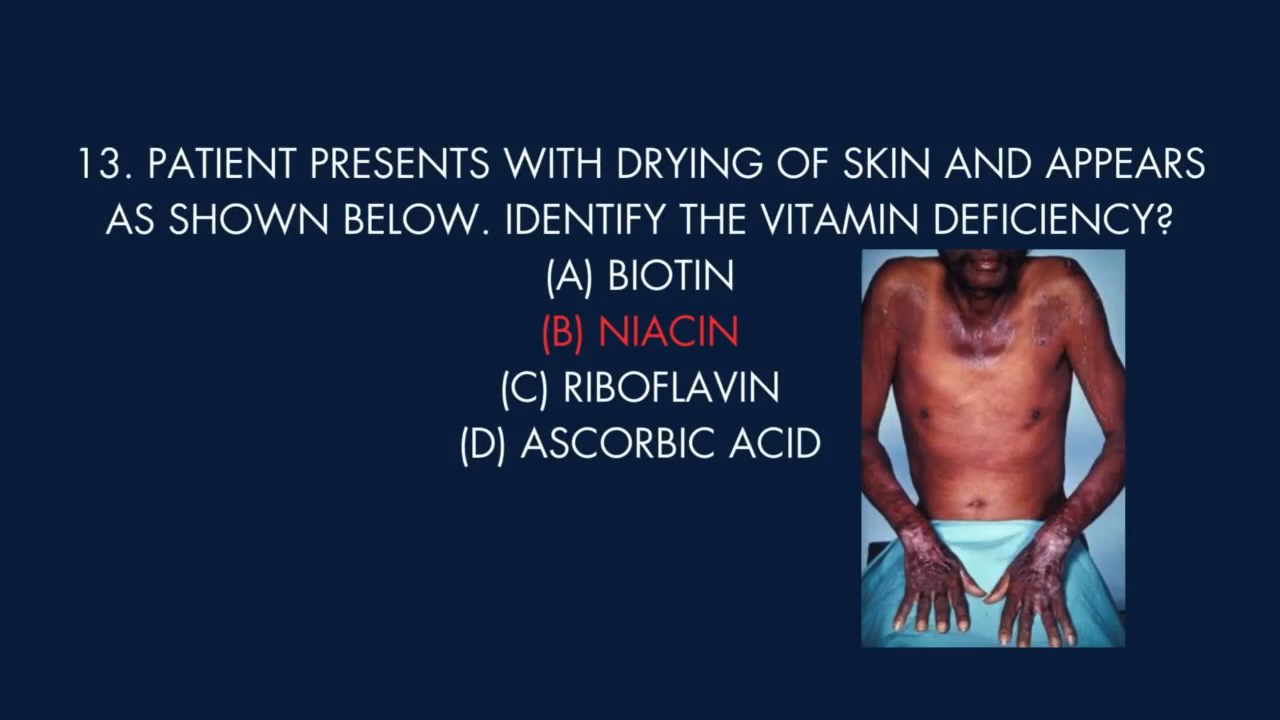 13. PATIENT PRESENTS WITH DRYING OF SKIN AND APPEARS
AS SHOWN BELOW. IDENTIFY THE VITAMIN DEFICIENCY?
(A) BIOTIN
(B) NIACIN
(C) RIBOFLAVIN
(D) ASCORBIC ACID